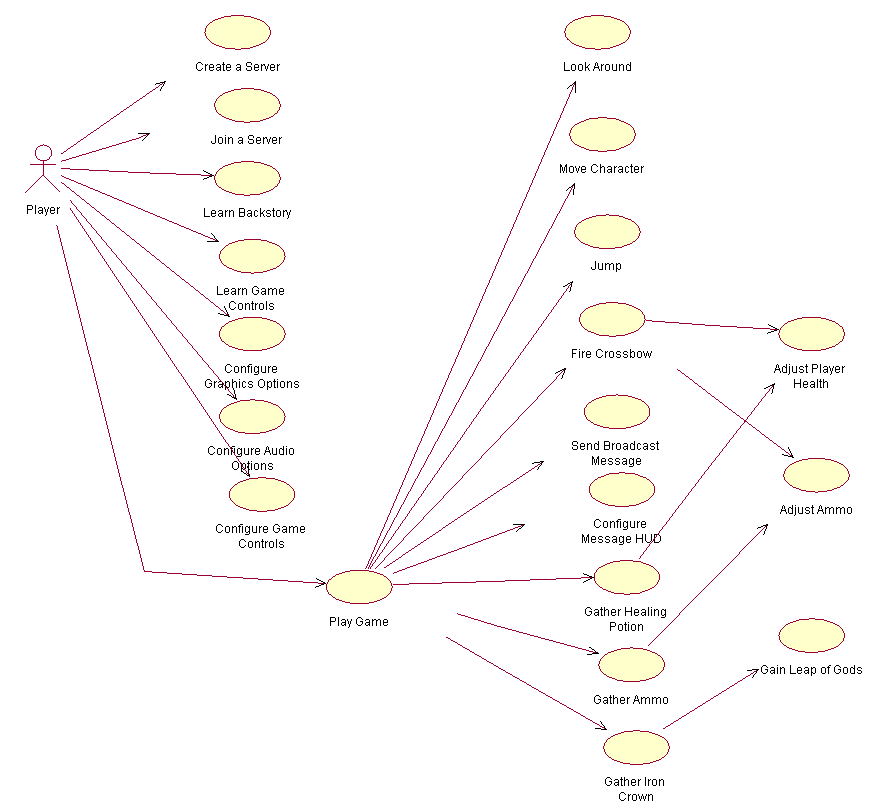 Create a Server
Join a Server
Player
Learn Backstory
Learn Game
Controls
Configure
Graphics Options
Configure Audio
Options
Configure Game
Controls
Play Game
Look Around
Move Character
Jump
Fire Crossbow
Send Broadcast
Message
Configure
Message HUD
Gather Healing
Potion
Gather Ammo
Gather Iron
Crown
Adjust Player
Health
Adjust Ammo
Gain Leap of Gods